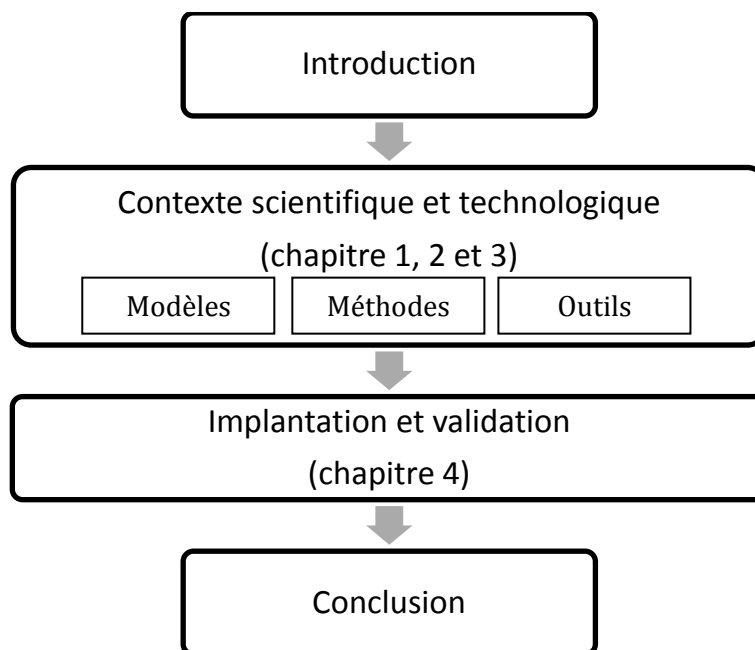 Introduction
Contexte scientifique et technologique
(chapitre 1, 2 et 3)
Modèles
Méthodes
Outils
Implantation et validation
(chapitre 4)
Conclusion